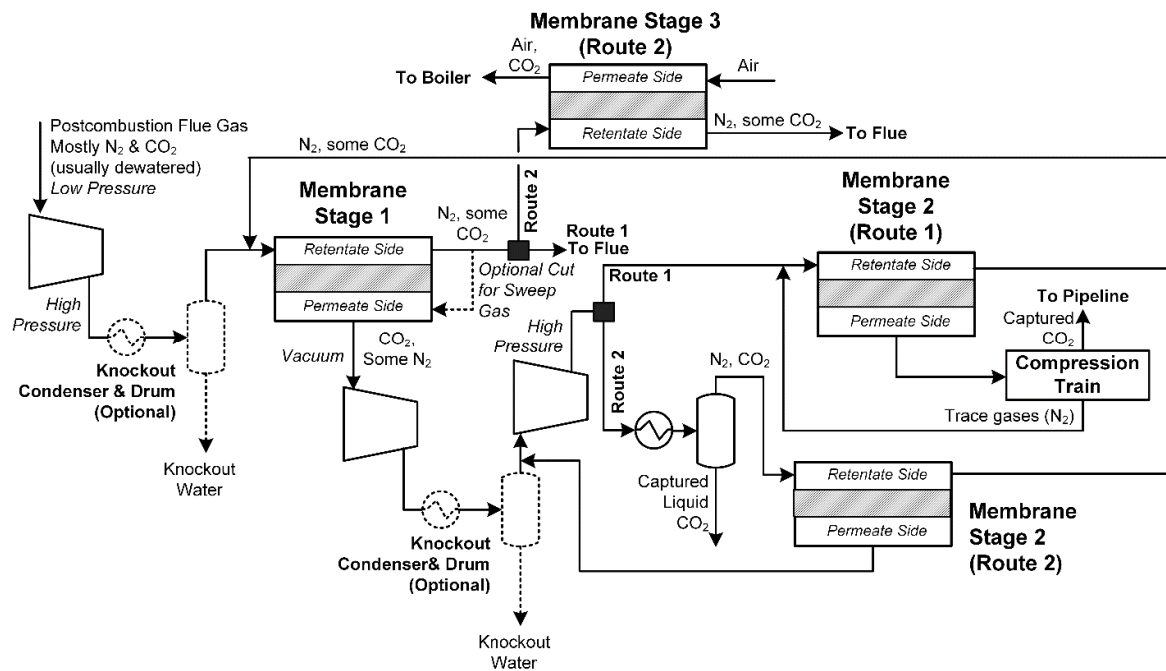 Membrane Stage 3
(Route 2)
Air,
CO2
To Boiler
Permeate Side
Air
Retentate Side
N2, some CO2
To Flue
Postcombustion Flue Gas
Mostly N2 & CO2
(usually dewatered)
Low Pressure
N2, some CO2
Route 2
Membrane
Stage 1
N2, some
CO2
Retentate Side
Permeate Side
Route 1
To Flue
Optional Cut
for Sweep
Gas
Membrane
Stage 2
(Route 1)
Route 1
Retentate Side
Permeate Side
To Pipeline
Captured
CO2
Compression
Train
Trace gases (N2)
High
Pressure
Knockout
Condenser & Drum
(Optional)
Knockout
Water
Vacuum
CO2,
Some N2
High
Pressure
Route 2
N2, CO2
Captured
Liquid
CO2
Retentate Side
Permeate Side
Membrane
Stage 2
(Route 2)
Knockout
Condenser& Drum
(Optional)
Knockout
Water